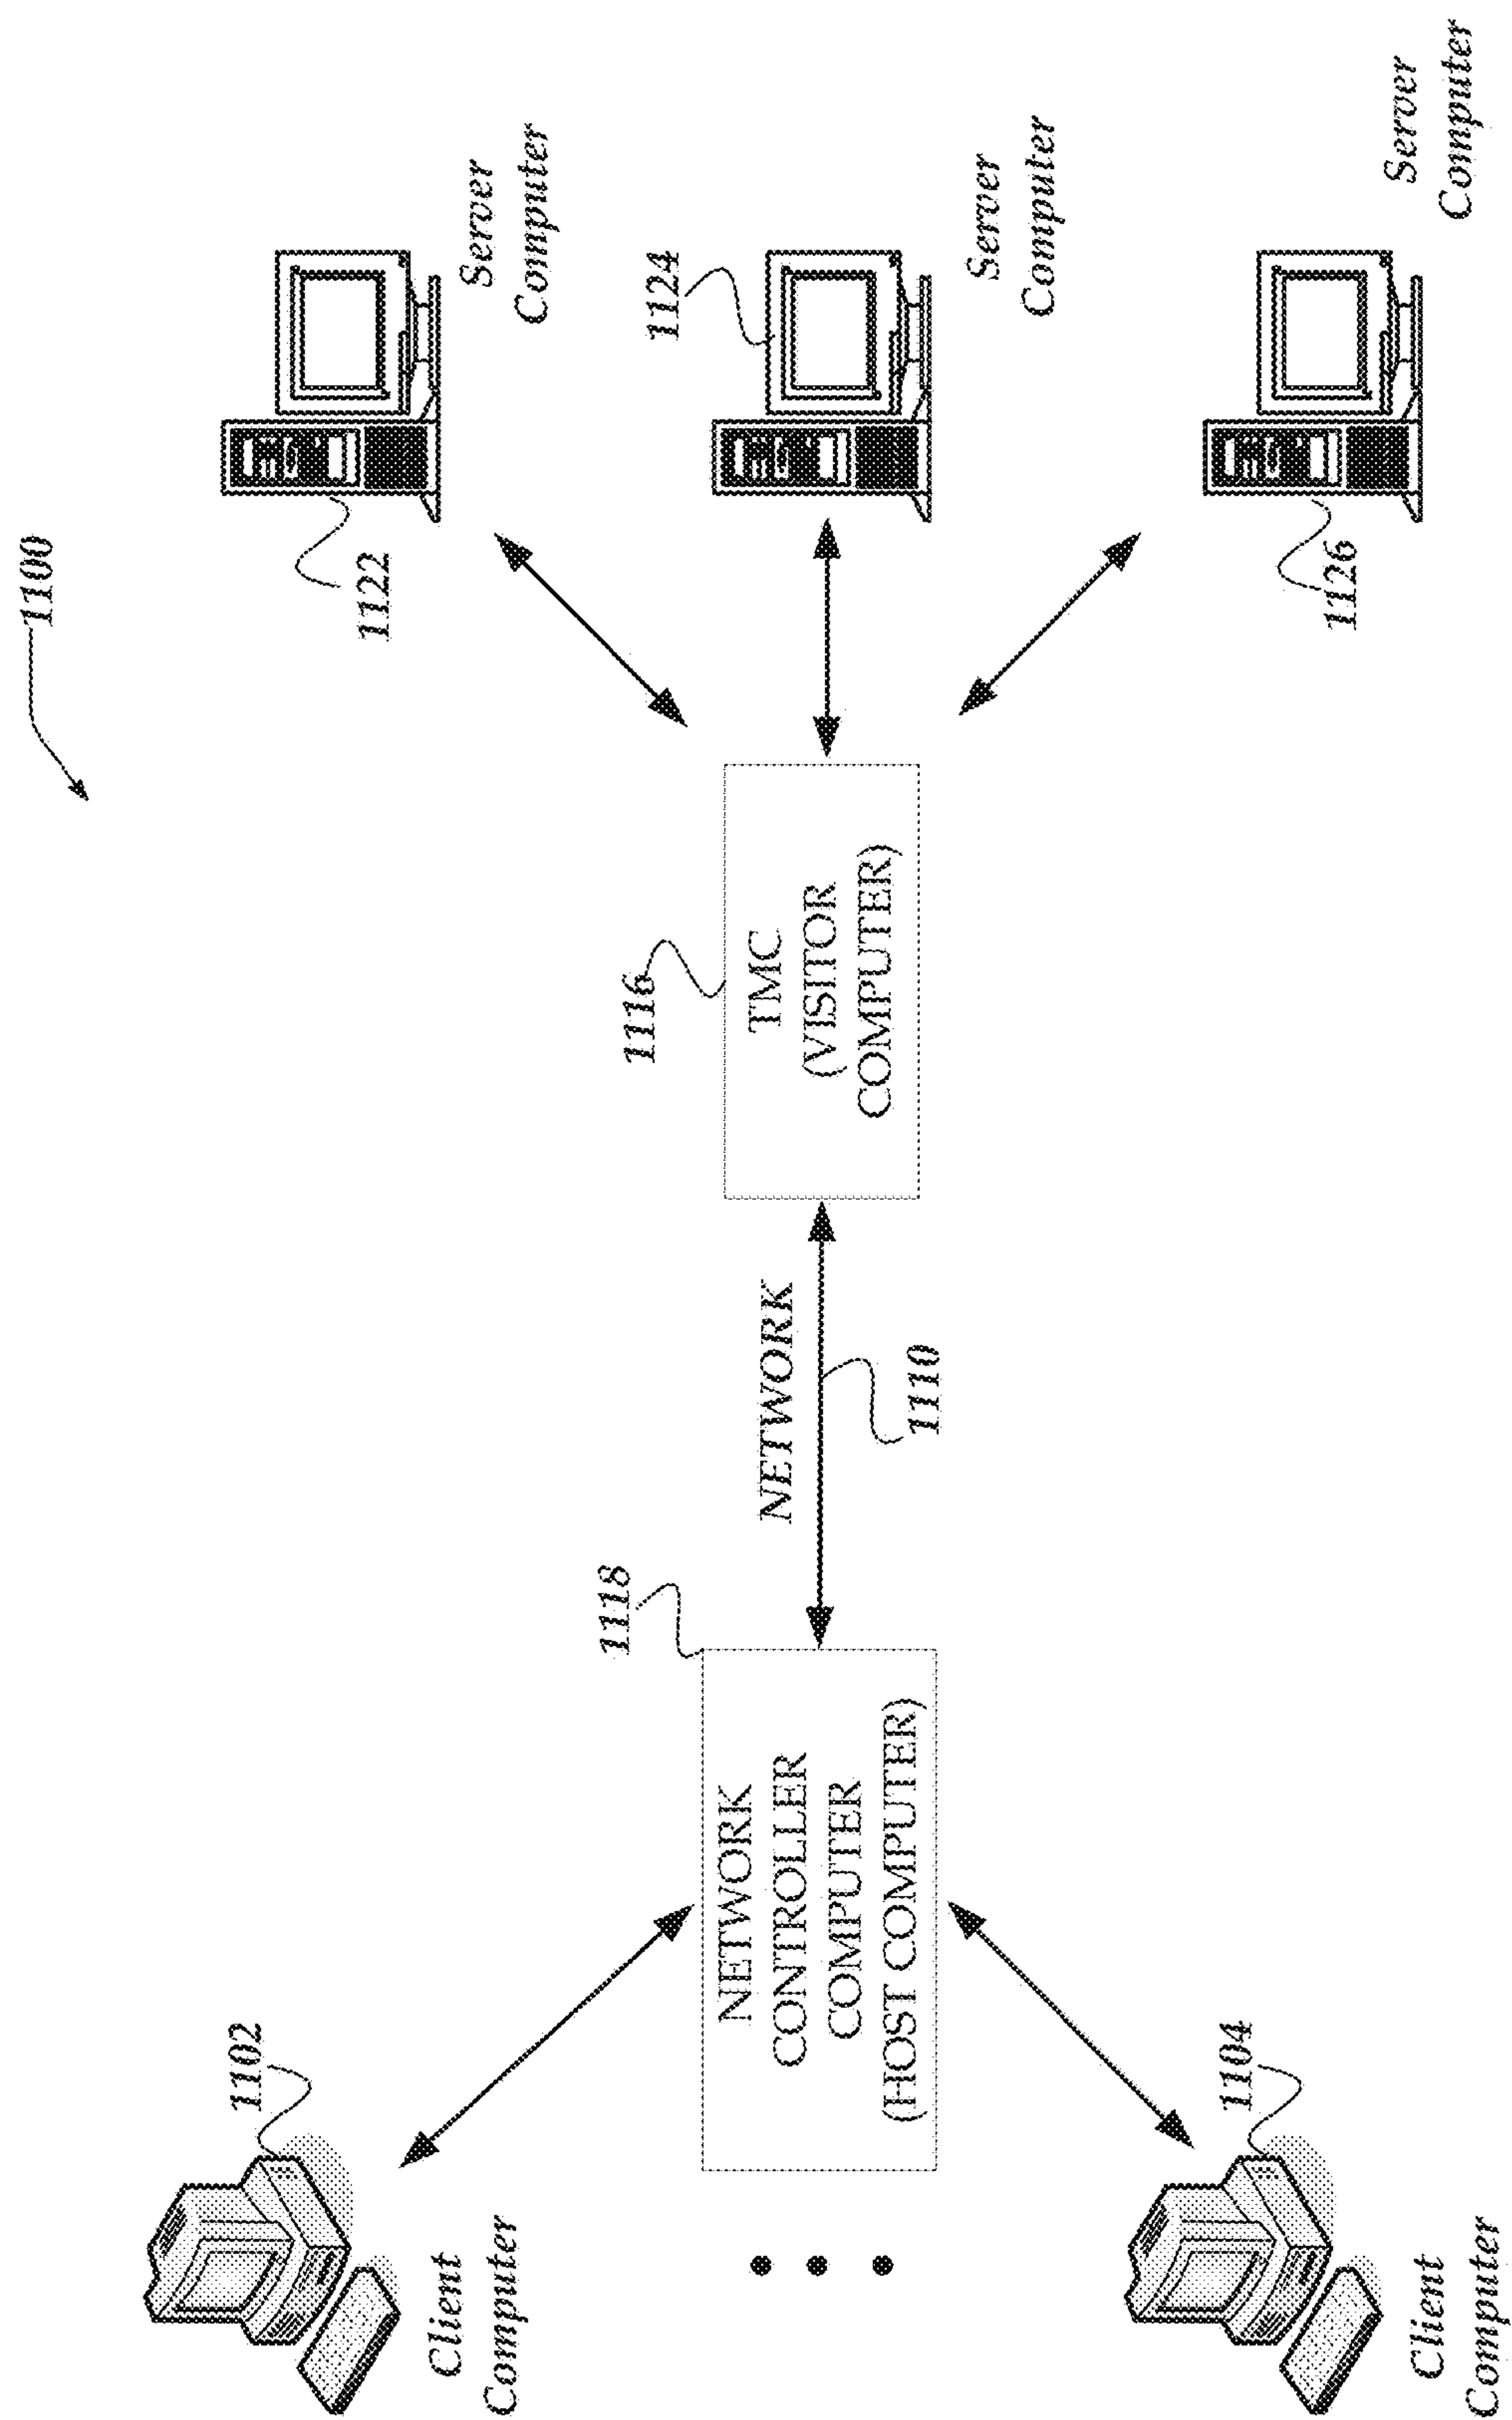 1100
1102
Client
Computer
1104
Client
Computer
1118
NETWORK
CONTROLLER
COMPUTER
(HOST COMPUTER)
NETWORK
1110
1116
TMC
(VISITOR
COMPUTER)
1122
Server
Computer
1124
Server
Computer
1126
Server
Computer